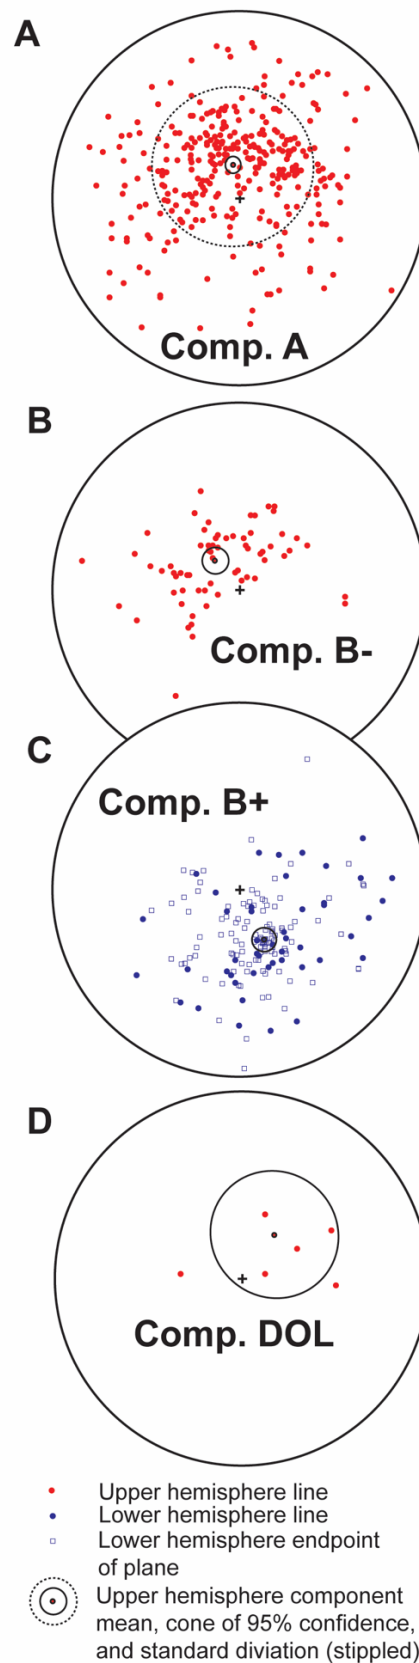 A
Comp. A
B
Comp. B-
C
Comp. B+
D
Comp. DOL
Upper hemisphere line
Lower hemisphere line
Lower hemisphere endpoint
of plane
Upper hemisphere component
mean, cone of 95% confidence,
and standard diviation (stippled)